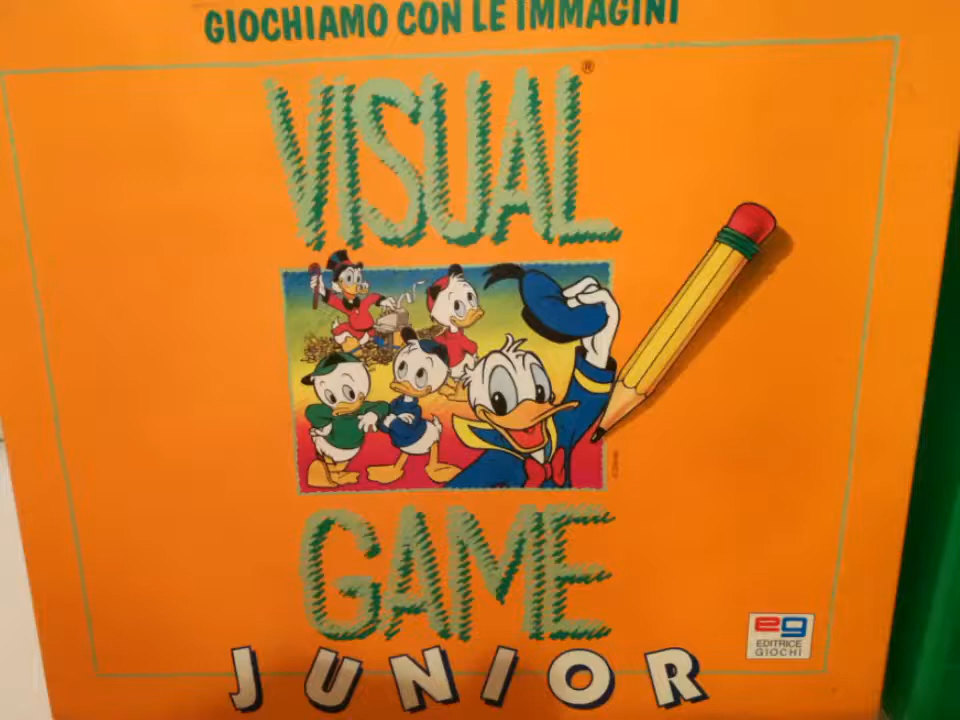 GIOCHIAMO CON LE IMMAGINI
VISUAL®
GAME
JUNIOR
eg
EDITRICE
GIOCHI